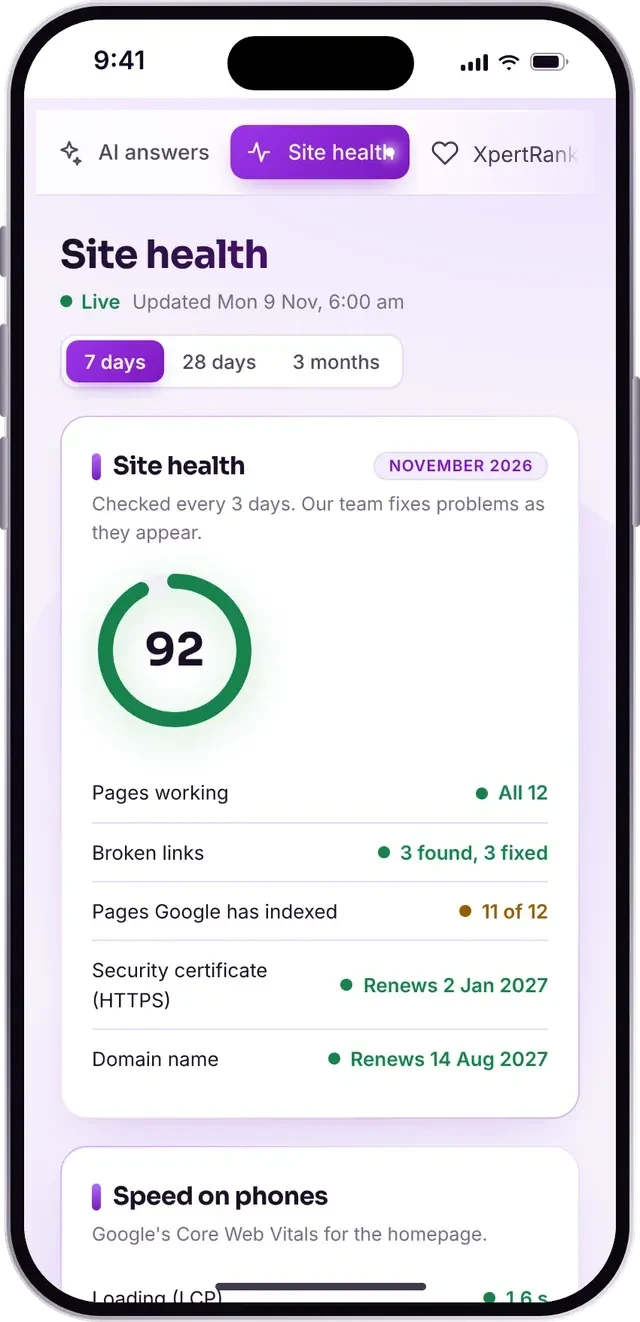 9:41
AI answers
Site health
XpertRank
Site health
Live Updated Mon 9 Nov, 6:00 am
7 days 28 days 3 months
Site health
NOVEMBER 2026
Checked every 3 days. Our team fixes problems as
they appear.
92
Pages working All 12
Broken links 3 found, 3 fixed
Pages Google has indexed 11 of 12
Security certificate
(HTTPS)
Renews 2 Jan 2027
Domain name Renews 14 Aug 2027
Speed on phones
Google's Core Web Vitals for the homepage.
Loading (LCP) 1.6 s